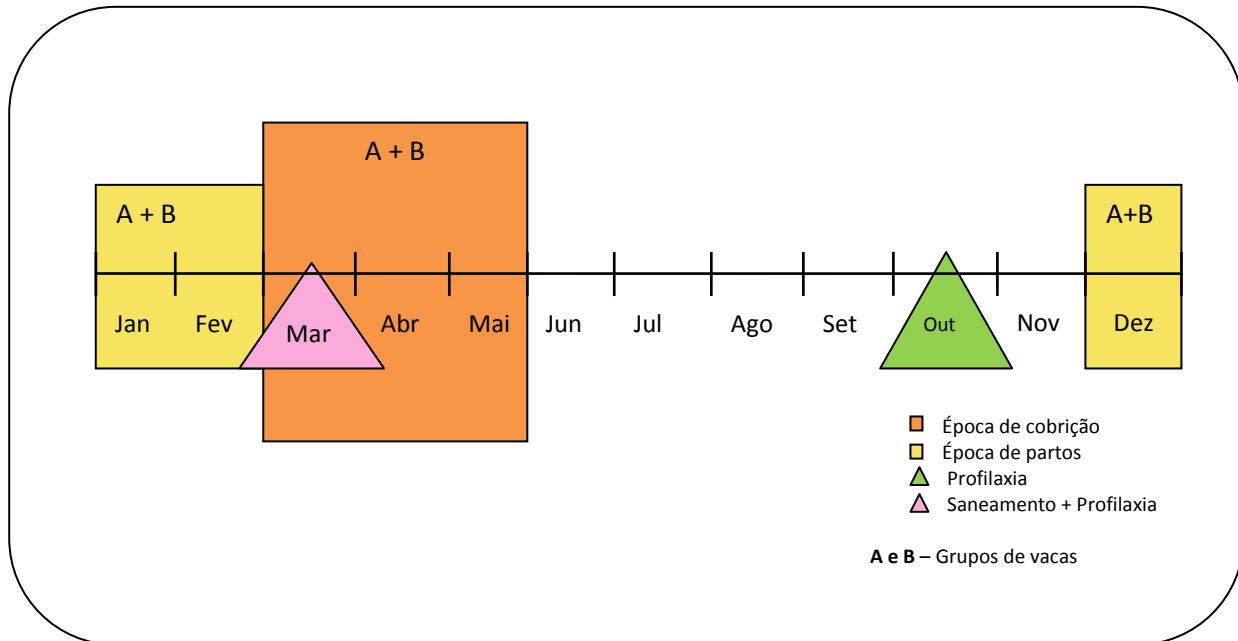 A + B
A + B
A+B
Jan Fev Mar Abr Mai Jun Jul Ago Set Out Nov Dez
Época de cobrição
Época de partos
Profilaxia
Saneamento + Profilaxia
A e B – Grupos de vacas